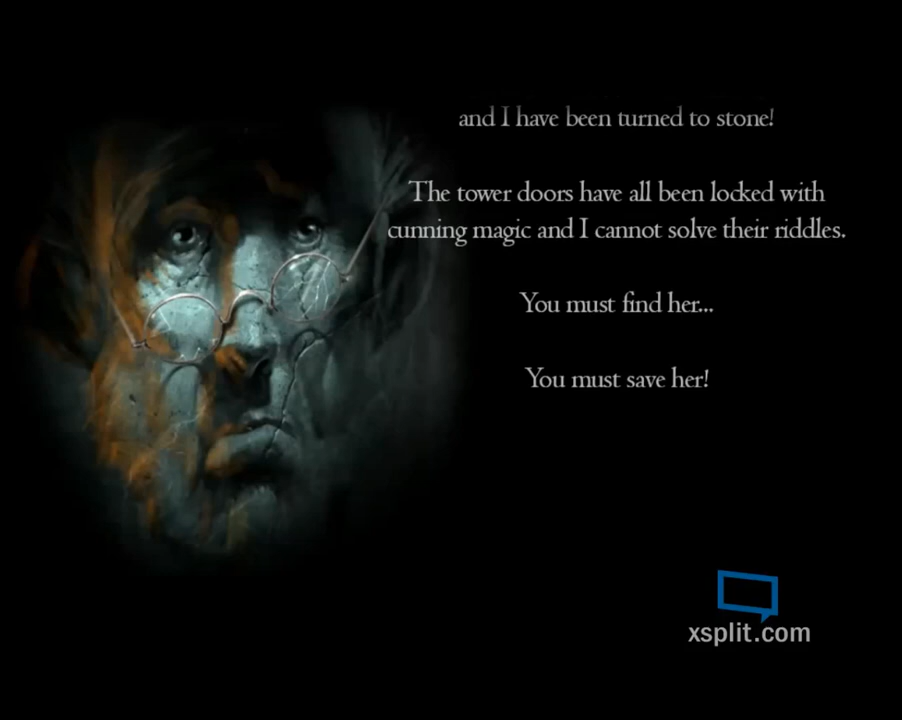 and I have been turned to stone!
The tower doors have all been locked with
cunning magic and I cannot solve their riddles.
You must find her...
You must save her!
xsplit.com